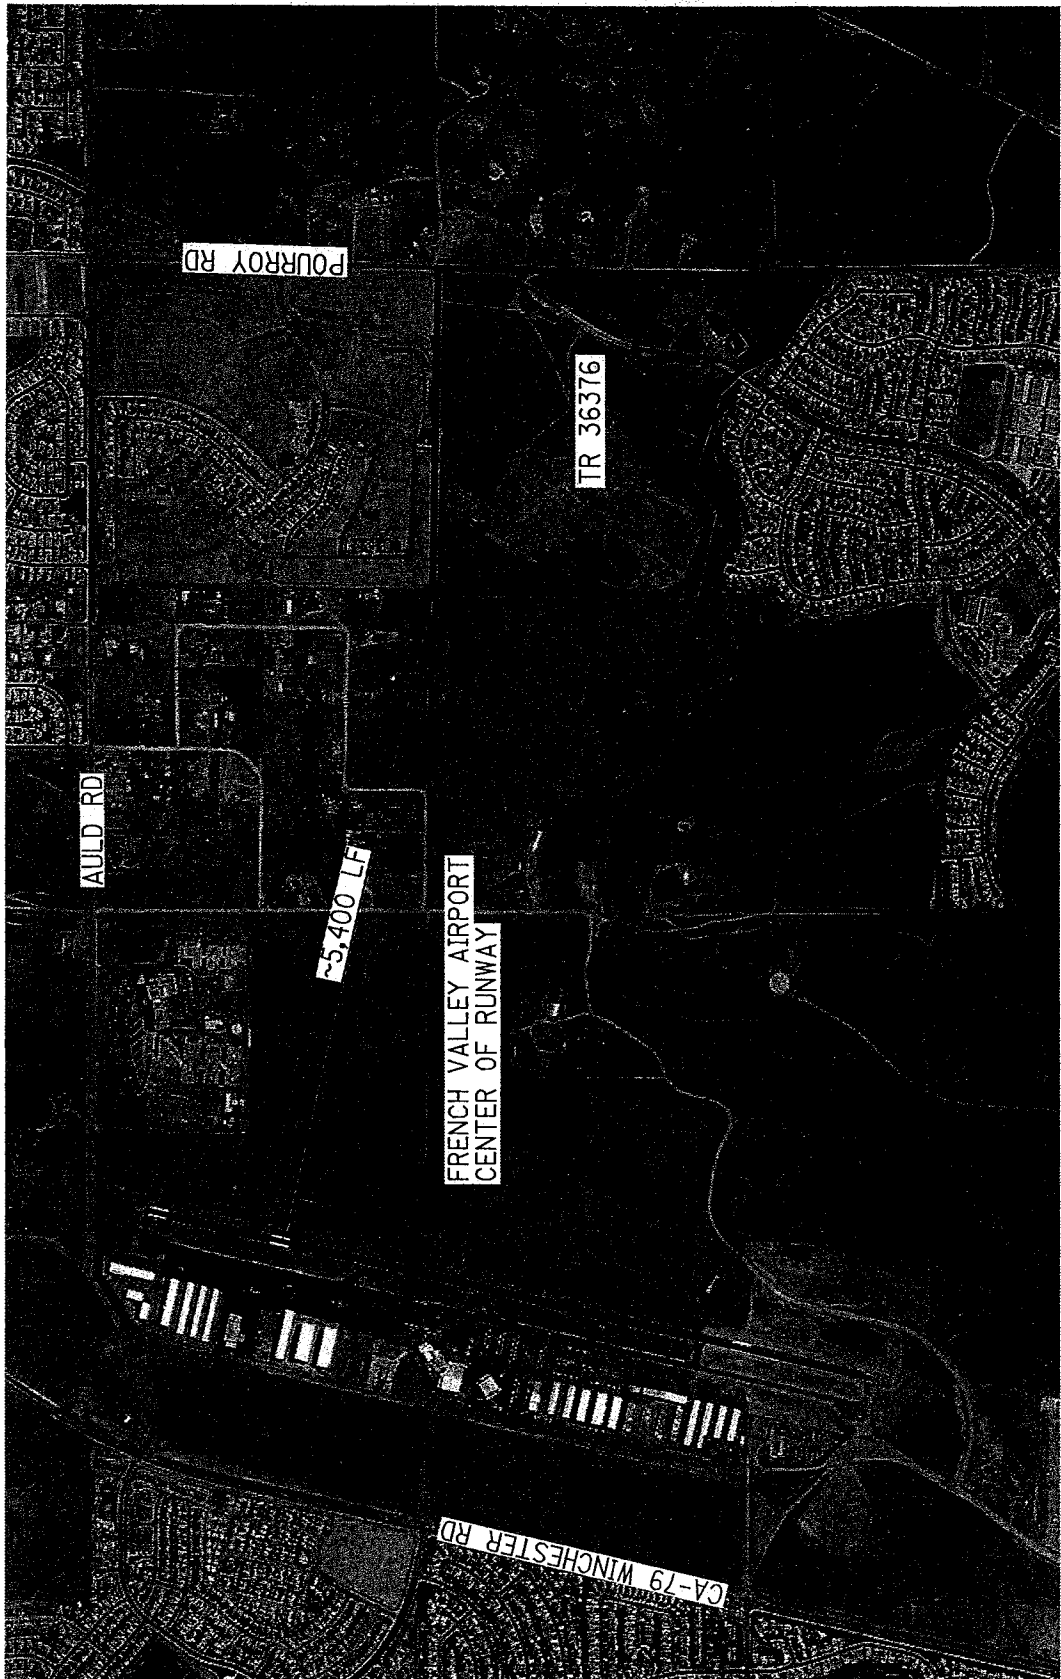 POURROY RD
TR 36376
AULD RD
~5,400 LF
FRENCH VALLEY AIRPORT
CENTER OF RUNWAY
CA-79 WINCHESTER RD